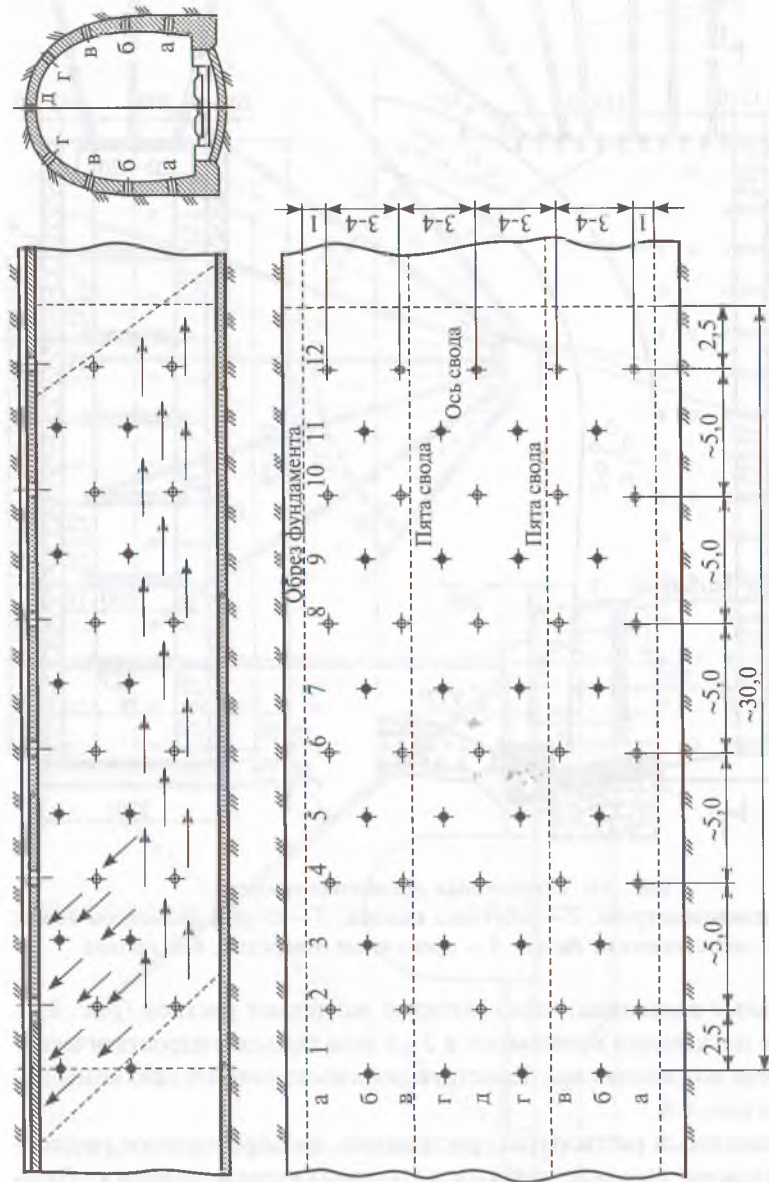 Д
г
г
в
в
б
б
а
а
Обрез фундамента
Пята свода
Ось свода
Пята свода
1 2 3 4 5 6 7 8 9 10 11 12
а
б
в
г
д
г
в
б
а
1
3-4
3-4
3-4
3-4
1
2,5
~5,0
~5,0
~5,0
~5,0
~5,0
2,5
~30,0